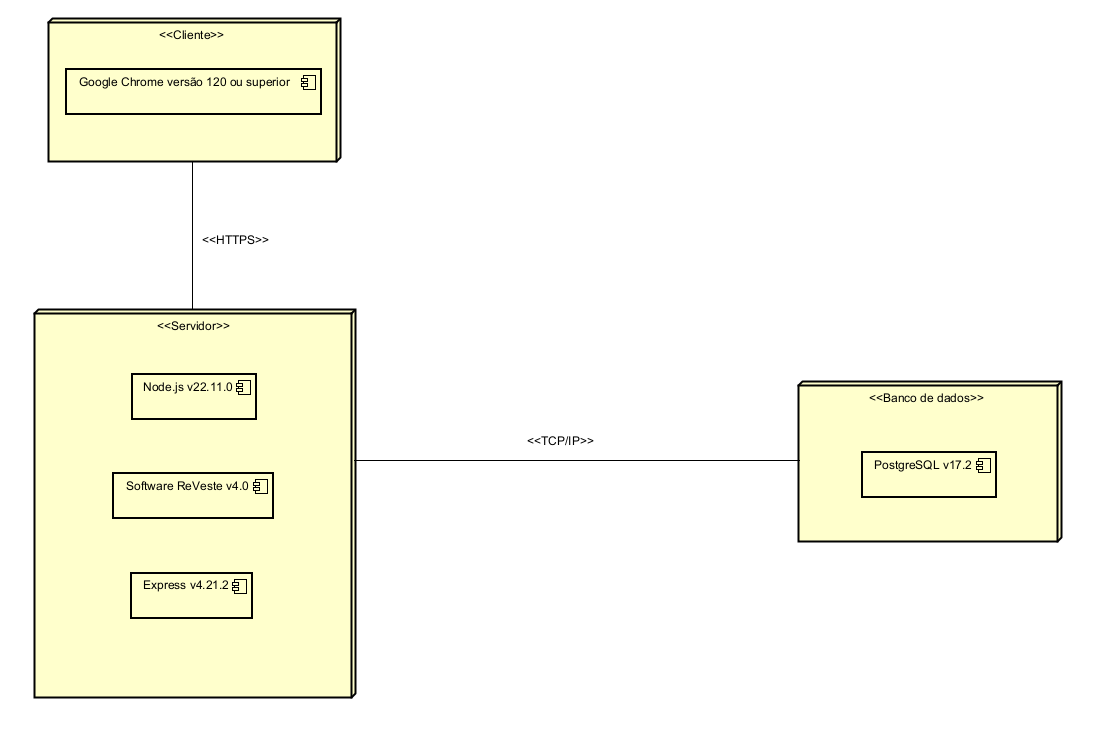 <<Cliente>>
Google Chrome versão 120 ou superior
<<HTTPS>>
<<Servidor>>
Node.js v22.11.0
Software ReVeste v4.0
Express v4.21.2
<<TCP/IP>>
<<Banco de dados>>
PostgreSQL v17.2